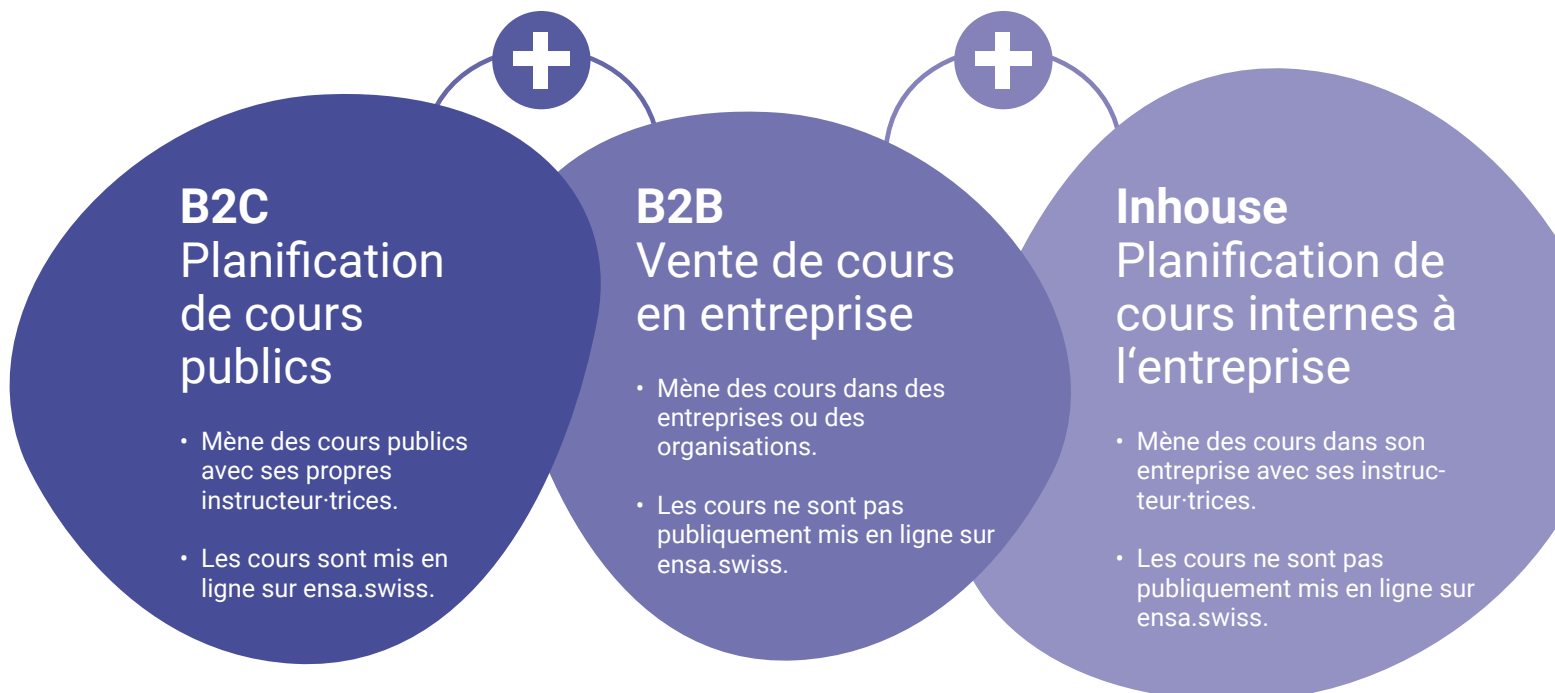 B2C
Planification
de cours
publics
• Mène des cours publics
avec ses propres
instructeur·trices.
• Les cours sont mis en
ligne sur ensa.swiss.
B2B
Vente de cours
en entreprise
• Mène des cours dans des
entreprises ou des
organisations.
• Les cours ne sont pas
publiquement mis en ligne sur
ensa.swiss.
Inhouse
Planification de
cours internes à
l‘entreprise
• Mène des cours dans son
entreprise avec ses instruc-
teur·trices.
• Les cours ne sont pas
publiquement mis en ligne sur
ensa.swiss.